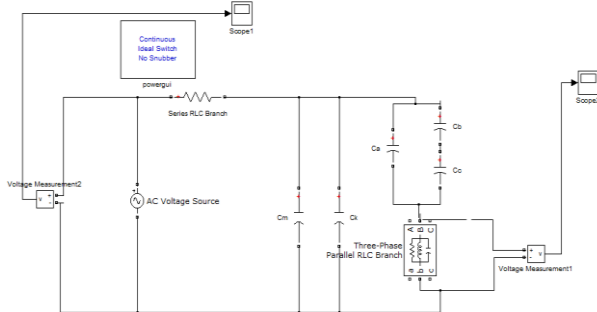 Scope1
Continuous
Ideal Switch
No Snubber
powergui
Series RLC Branch
Cb
Ca
Cc
Voltage Measurement2
+
-
v
AC Voltage Source
Cm
Ck
A B C
Three-Phase
Parallel RLC Branch
a b c
+
-
v
Voltage Measurement1